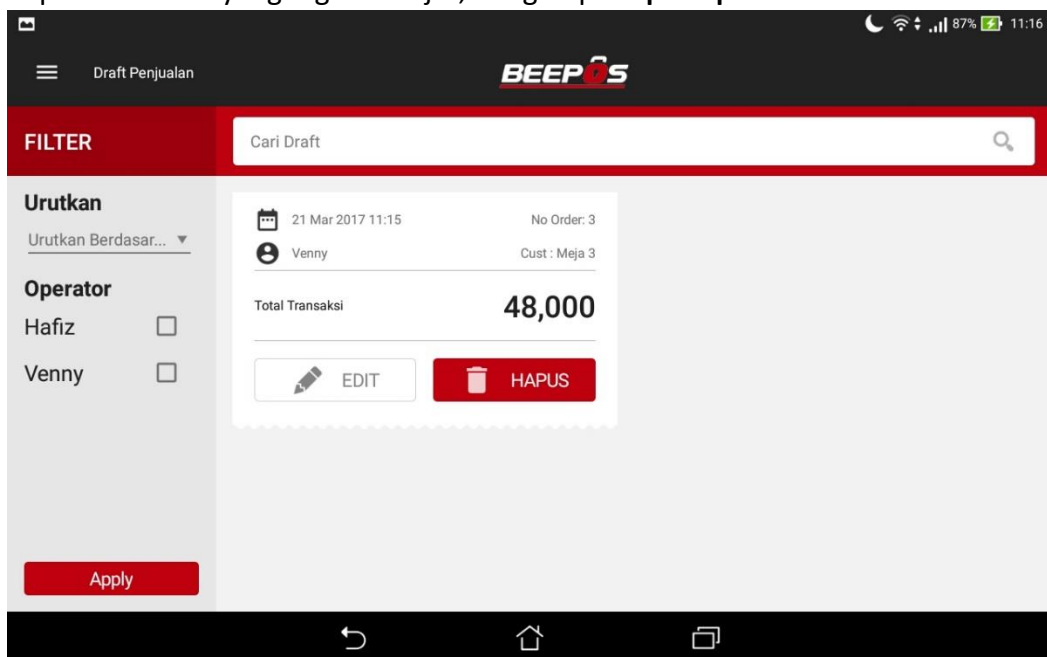 87% 11:16
Draft Penjualan
BEEPOS
FILTER
Cari Draft
Urutkan
Urutkan Berdasar...
Operator
Hafiz
Venny
Apply
21 Mar 2017 11:15 No Order: 3
Venny Cust : Meja 3
Total Transaksi 48,000
EDIT HAPUS